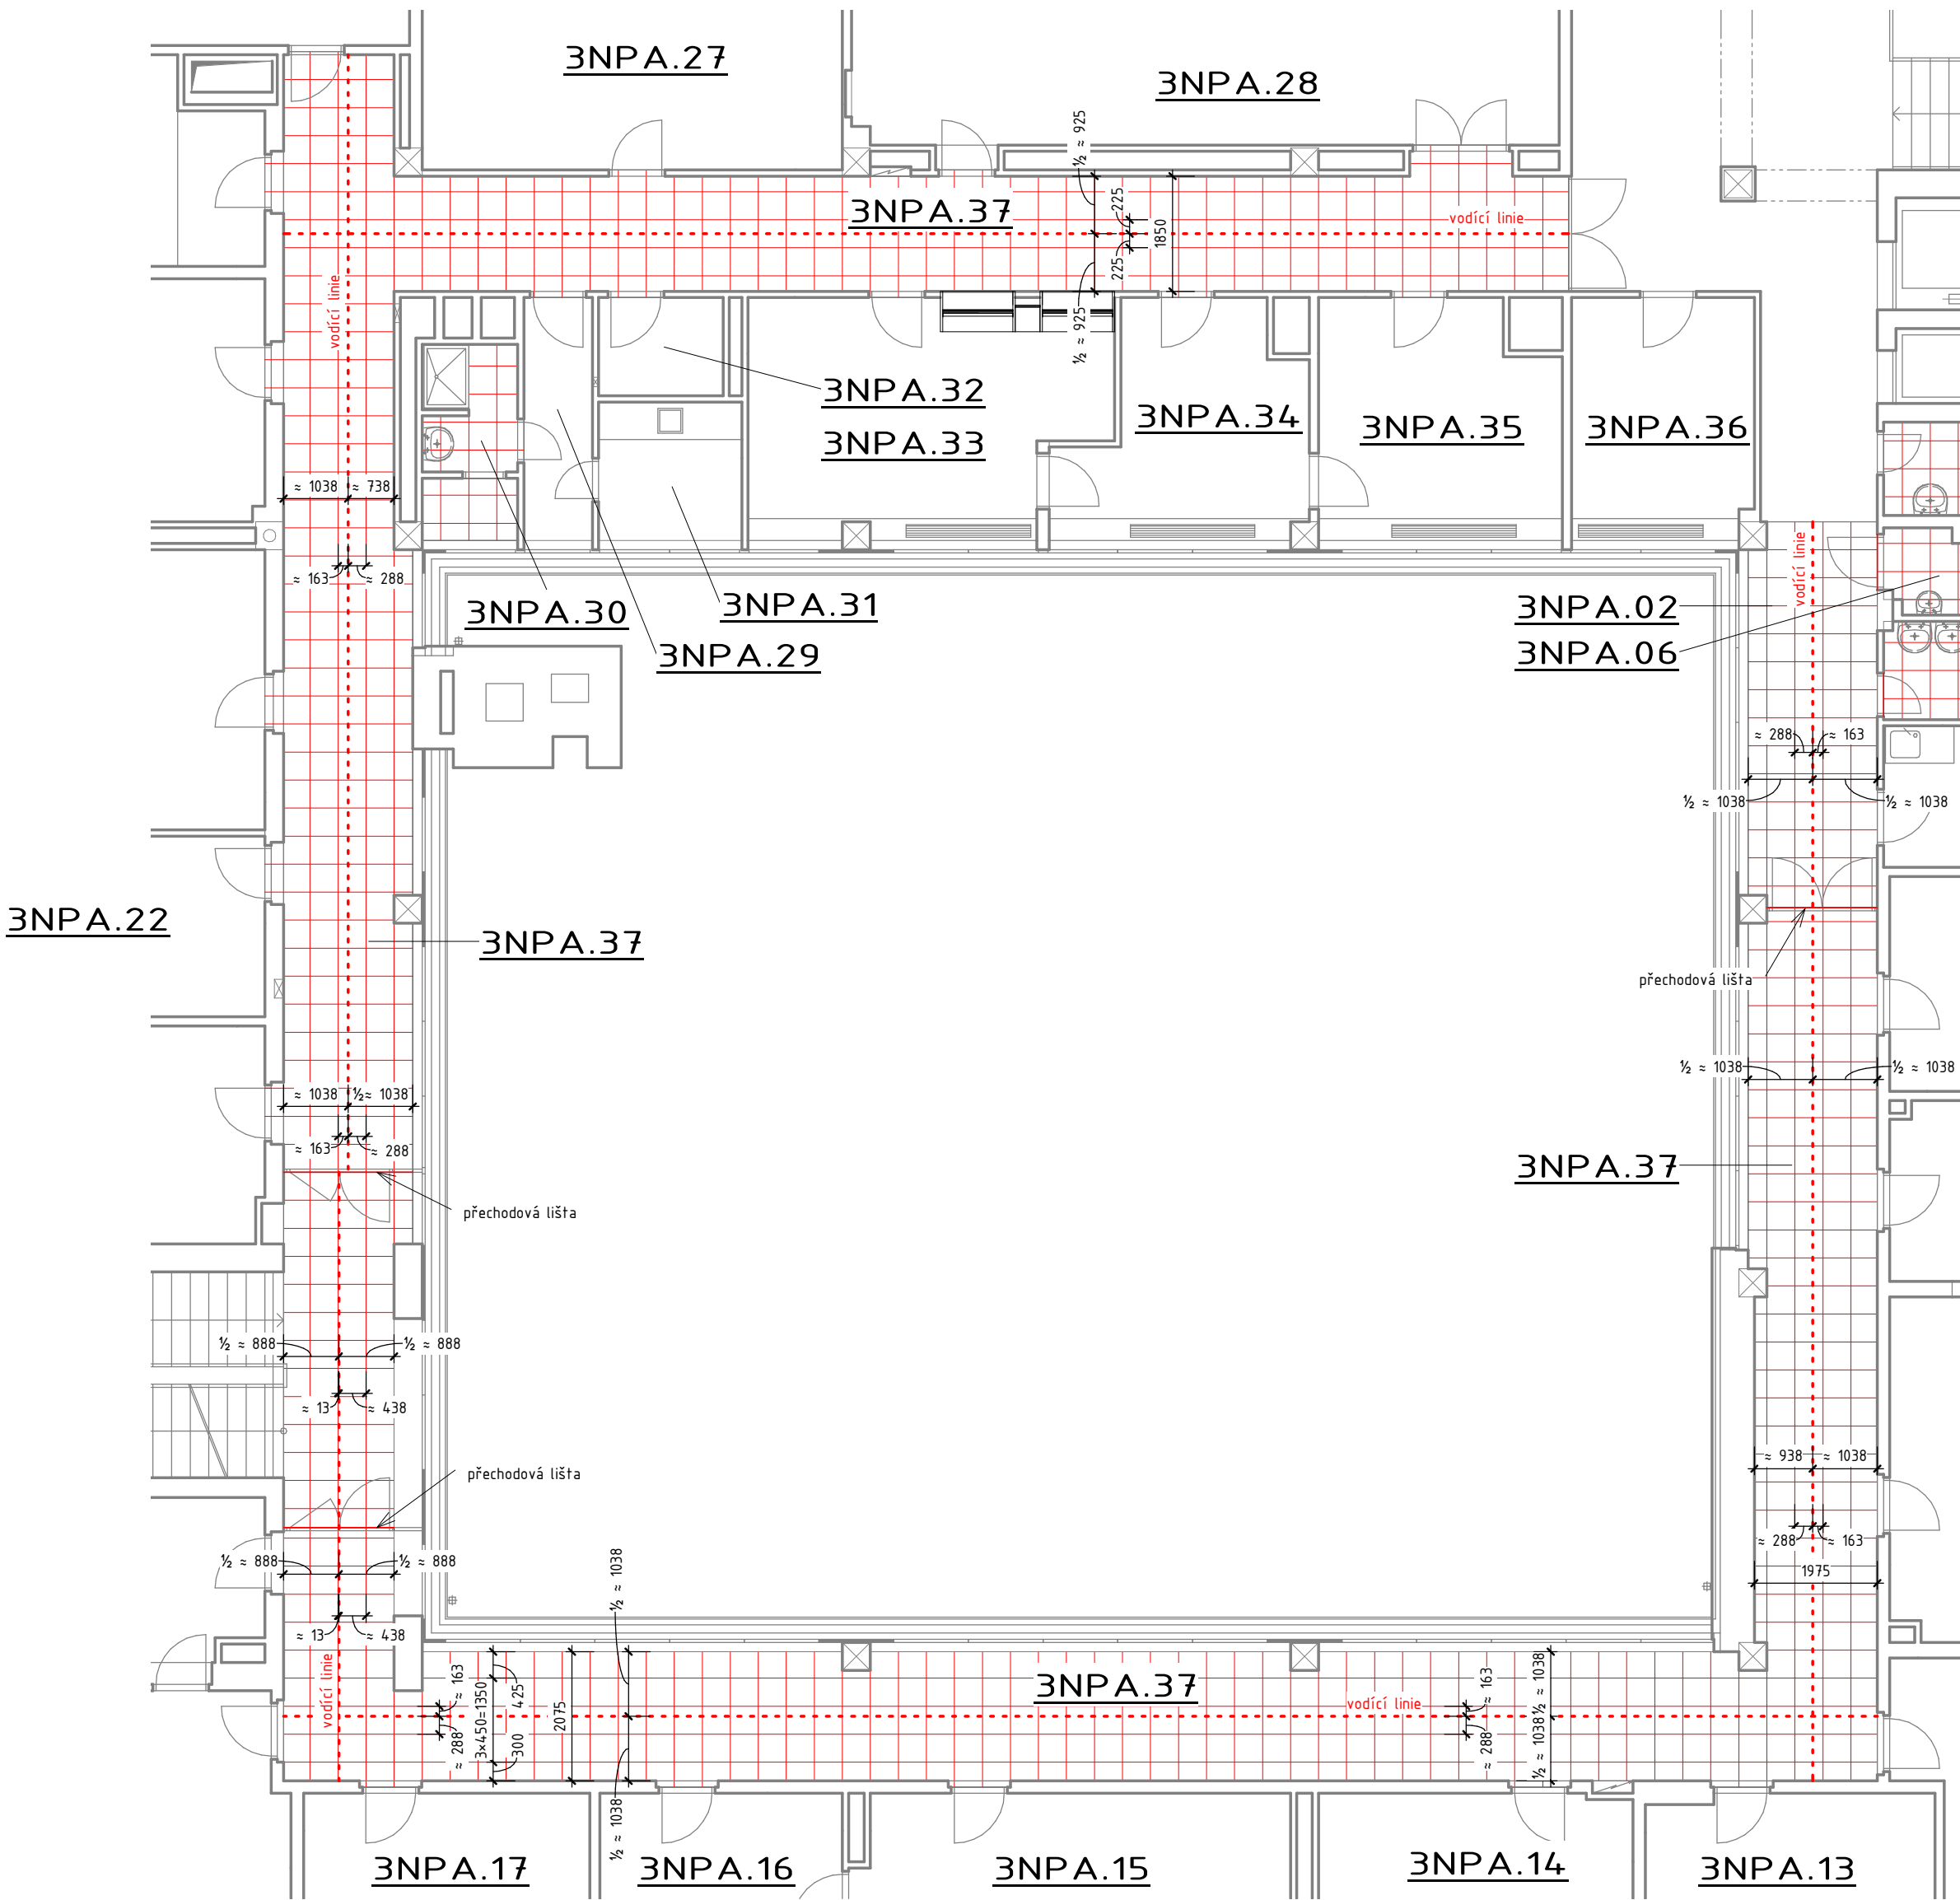 3NPA.27
3NPA.28
½ ≈ 925
225
3NPA.37
vodící linie
1850
225
vodící linie
½ ≈ 925
3NPA.32
3NPA.33
3NPA.34
3NPA.35
3NPA.36
≈ 1038
≈ 738
vodící linie
≈ 163
≈ 288
3NPA.30
3NPA.31
3NPA.29
3NPA.02
3NPA.06
≈ 288
≈ 163
½ ≈ 1038
½ ≈ 1038
3NPA.22
3NPA.37
přechodová lišta
½ ≈ 1038
½ ≈ 1038
≈ 1038
½≈ 1038
≈ 163
≈ 288
3NPA.37
přechodová lišta
½ ≈ 888
½ ≈ 888
≈ 13
≈ 438
≈ 938
≈ 1038
přechodová lišta
≈ 288
≈ 163
½ ≈ 888
½ ≈ 888
1975
½ ≈ 1038
≈ 13
≈ 438
vodící linie
≈ 163
≈ 288
3×450=1350
425
300
2075
½ ≈ 1038
3NPA.37
vodící linie
≈ 163
≈ 288
½ ≈ 1038
½ ≈ 1038
3NPA.17
3NPA.16
3NPA.15
3NPA.14
3NPA.13